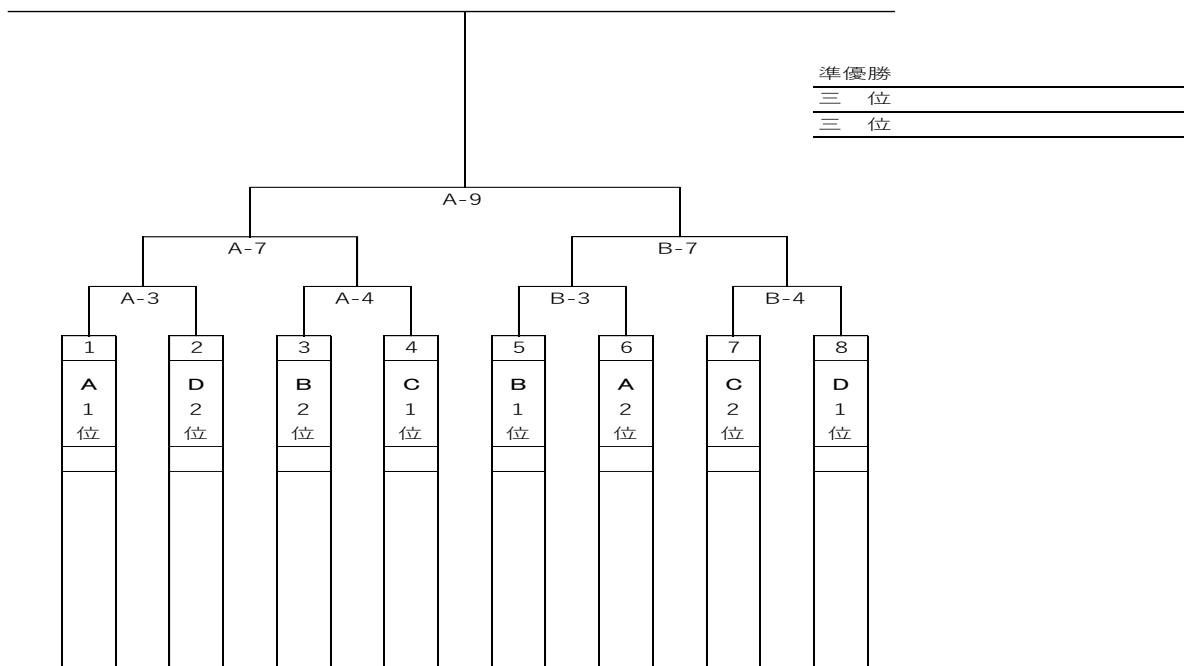 準優勝
三 位
三 位
A-9
A-7 B-7
A-3 A-4 B-3 B-4
1 2 3 4 5 6 7 8
A D B C B A C D
1 2 2 1 1 2 2 1
位 位 位 位 位 位 位 位